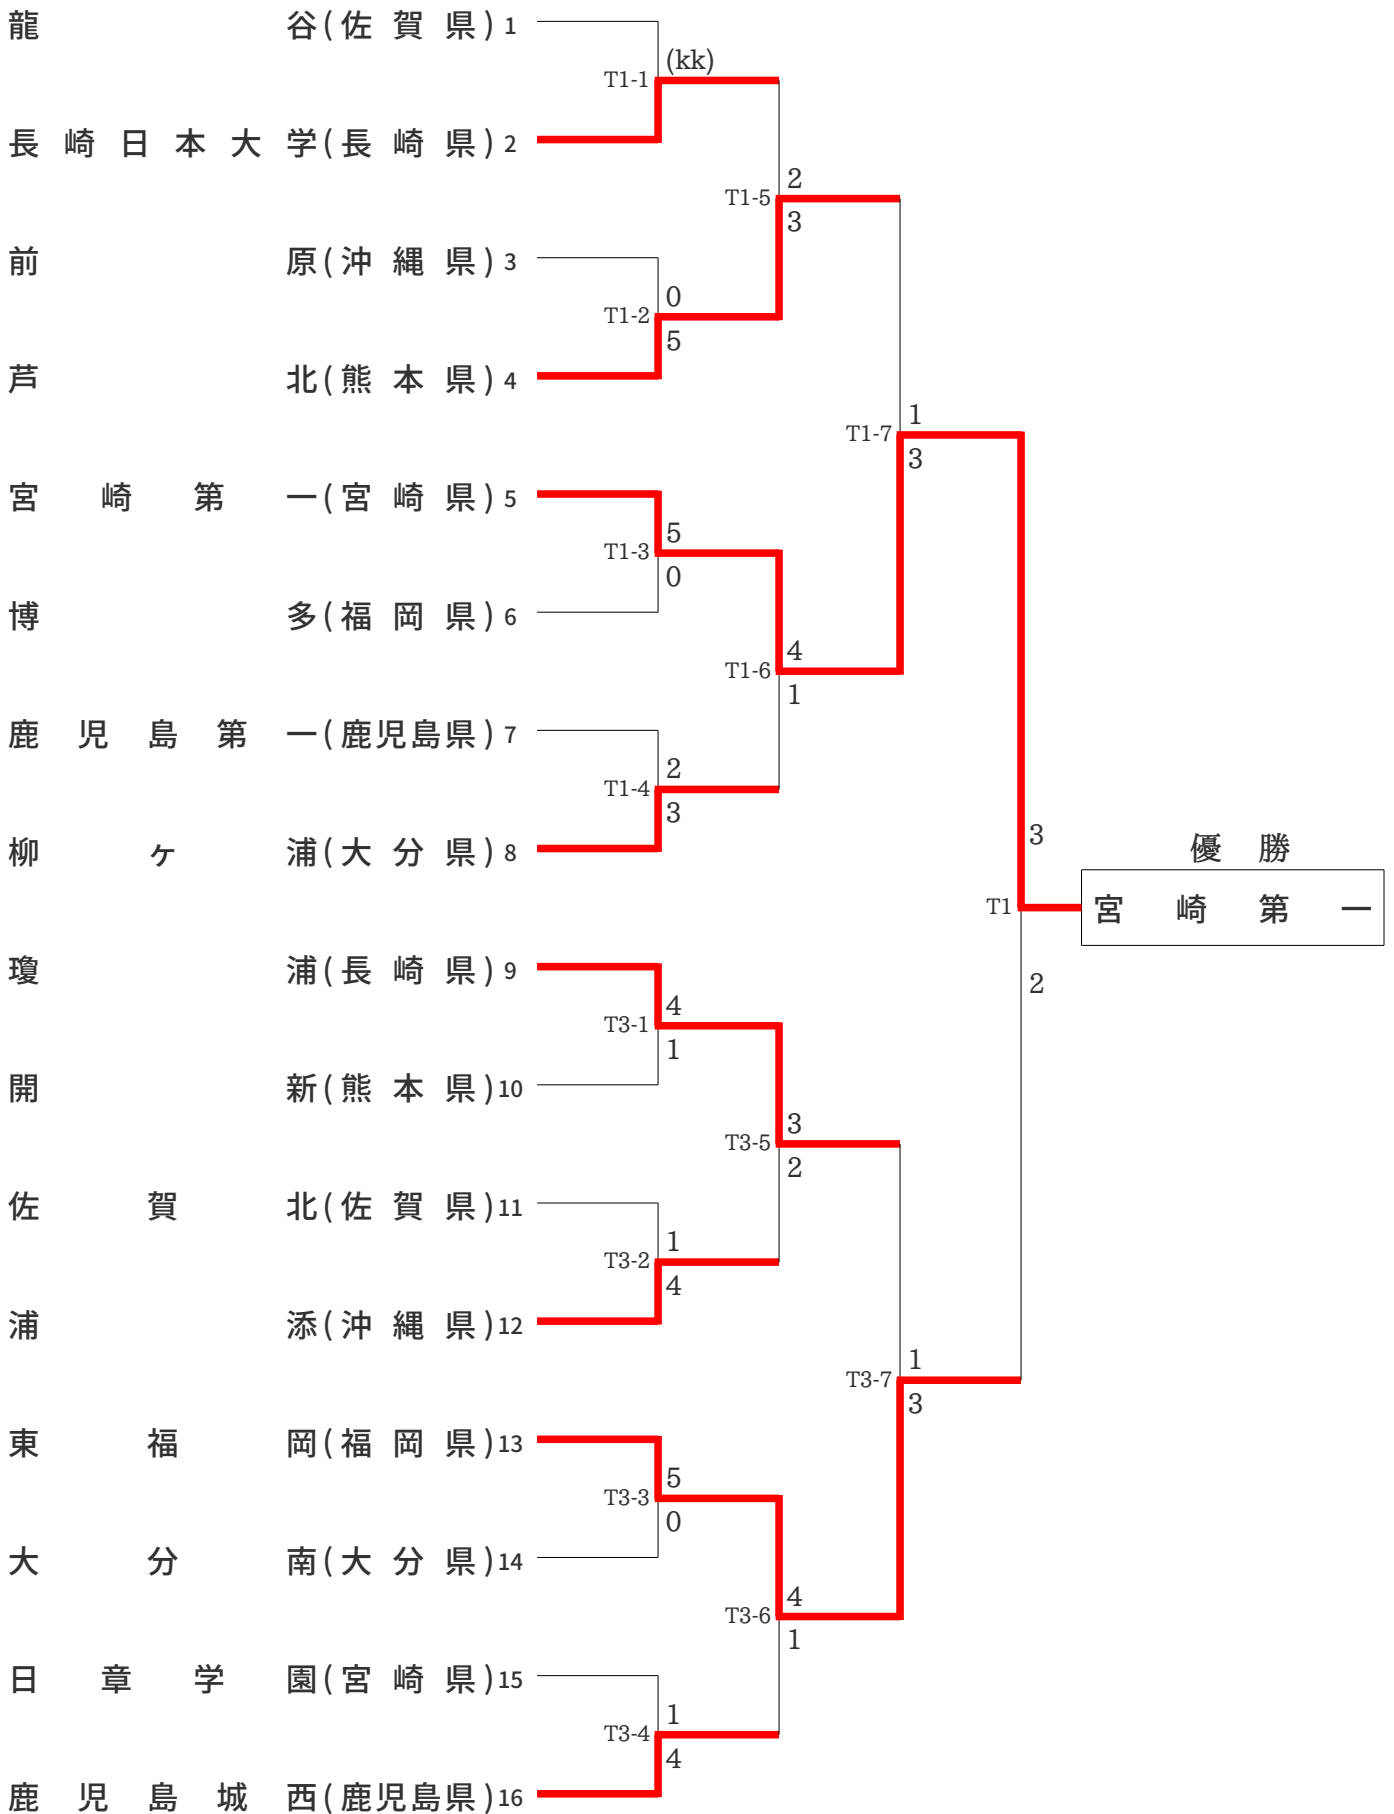 龍谷(佐賀県) 1
(kk)
T1-1
長崎日本大学(長崎県) 2
2
T1-5
3
前原(沖縄県) 3
0
T1-2
5
芦北(熊本県) 4
1
T1-7
3
宮崎第一(宮崎県) 5
5
T1-3
0
博多(福岡県) 6
4
T1-6
1
鹿児島第一(鹿児島県) 7
2
T1-4
3
柳ヶ浦(大分県) 8
3
優勝
T1
宮崎第一
2
瓊浦(長崎県) 9
4
T3-1
1
開新(熊本県) 10
3
T3-5
2
佐賀北(佐賀県) 11
1
T3-2
4
浦添(沖縄県) 12
1
T3-7
3
東福岡(福岡県) 13
5
T3-3
0
大分南(大分県) 14
4
T3-6
1
日章学園(宮崎県) 15
1
T3-4
4
鹿児島城西(鹿児島県) 16